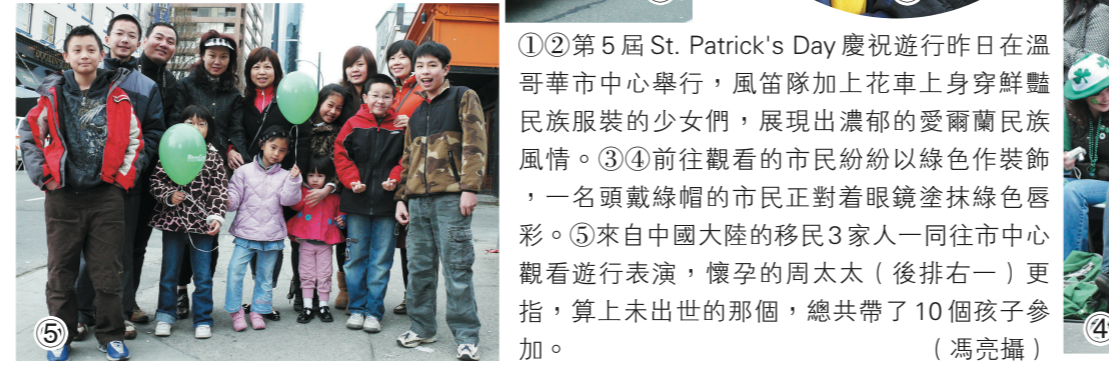 ①②第5屆 St. Patrick's Day 慶祝遊行昨日在溫
哥華市中心舉行，風笛隊加上花車上身穿鮮豔
民族服裝的少女們，展現出濃郁的愛爾蘭民族
風情。③④前往觀看的市民紛紛以綠色作裝飾
，一名頭戴綠帽的市民正對着眼鏡塗抹綠色唇
彩。⑤來自中國大陸的移民3家人一同往市中心
觀看遊行表演，懷孕的周太太（後排右一）更
指，算上未出世的那個，總共帶了10個孩子參
加。（馮亮攝）
⑤
④